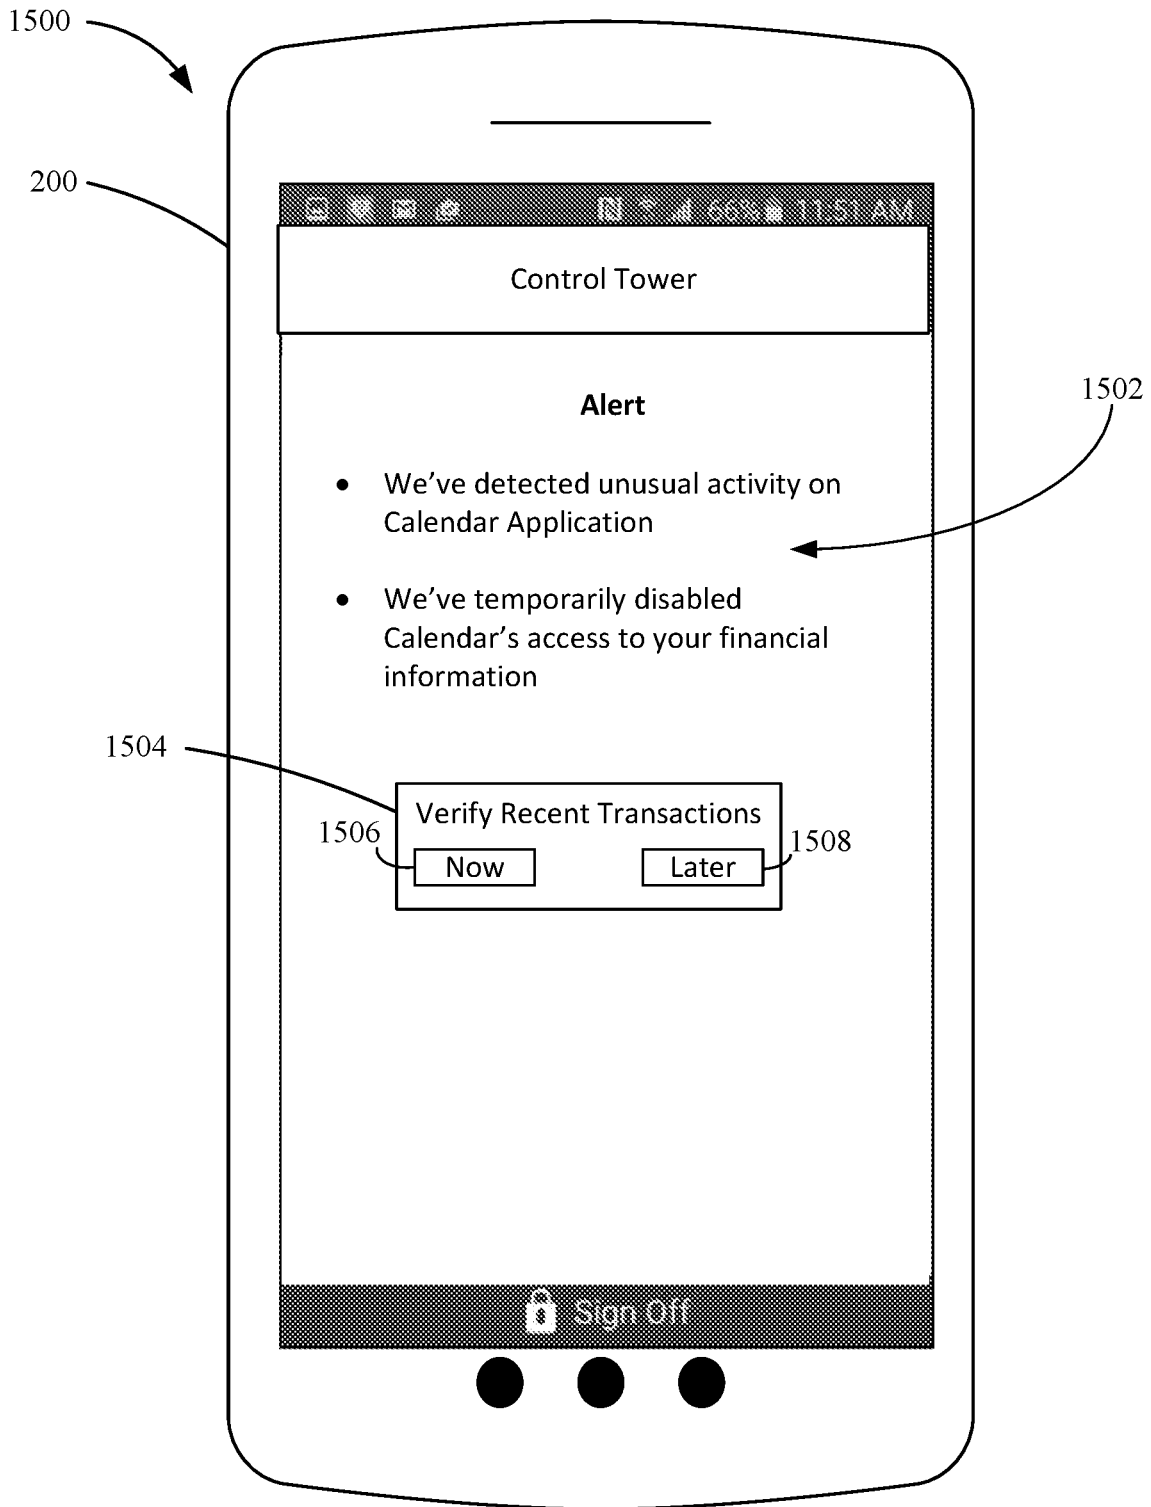 1500
200
66% 11:51 AM
Control Tower
Alert
1502
• We’ve detected unusual activity on
Calendar Application
• We’ve temporarily disabled
Calendar’s access to your financial
information
1504
Verify Recent Transactions
1506
Now
Later
1508
Sign Off